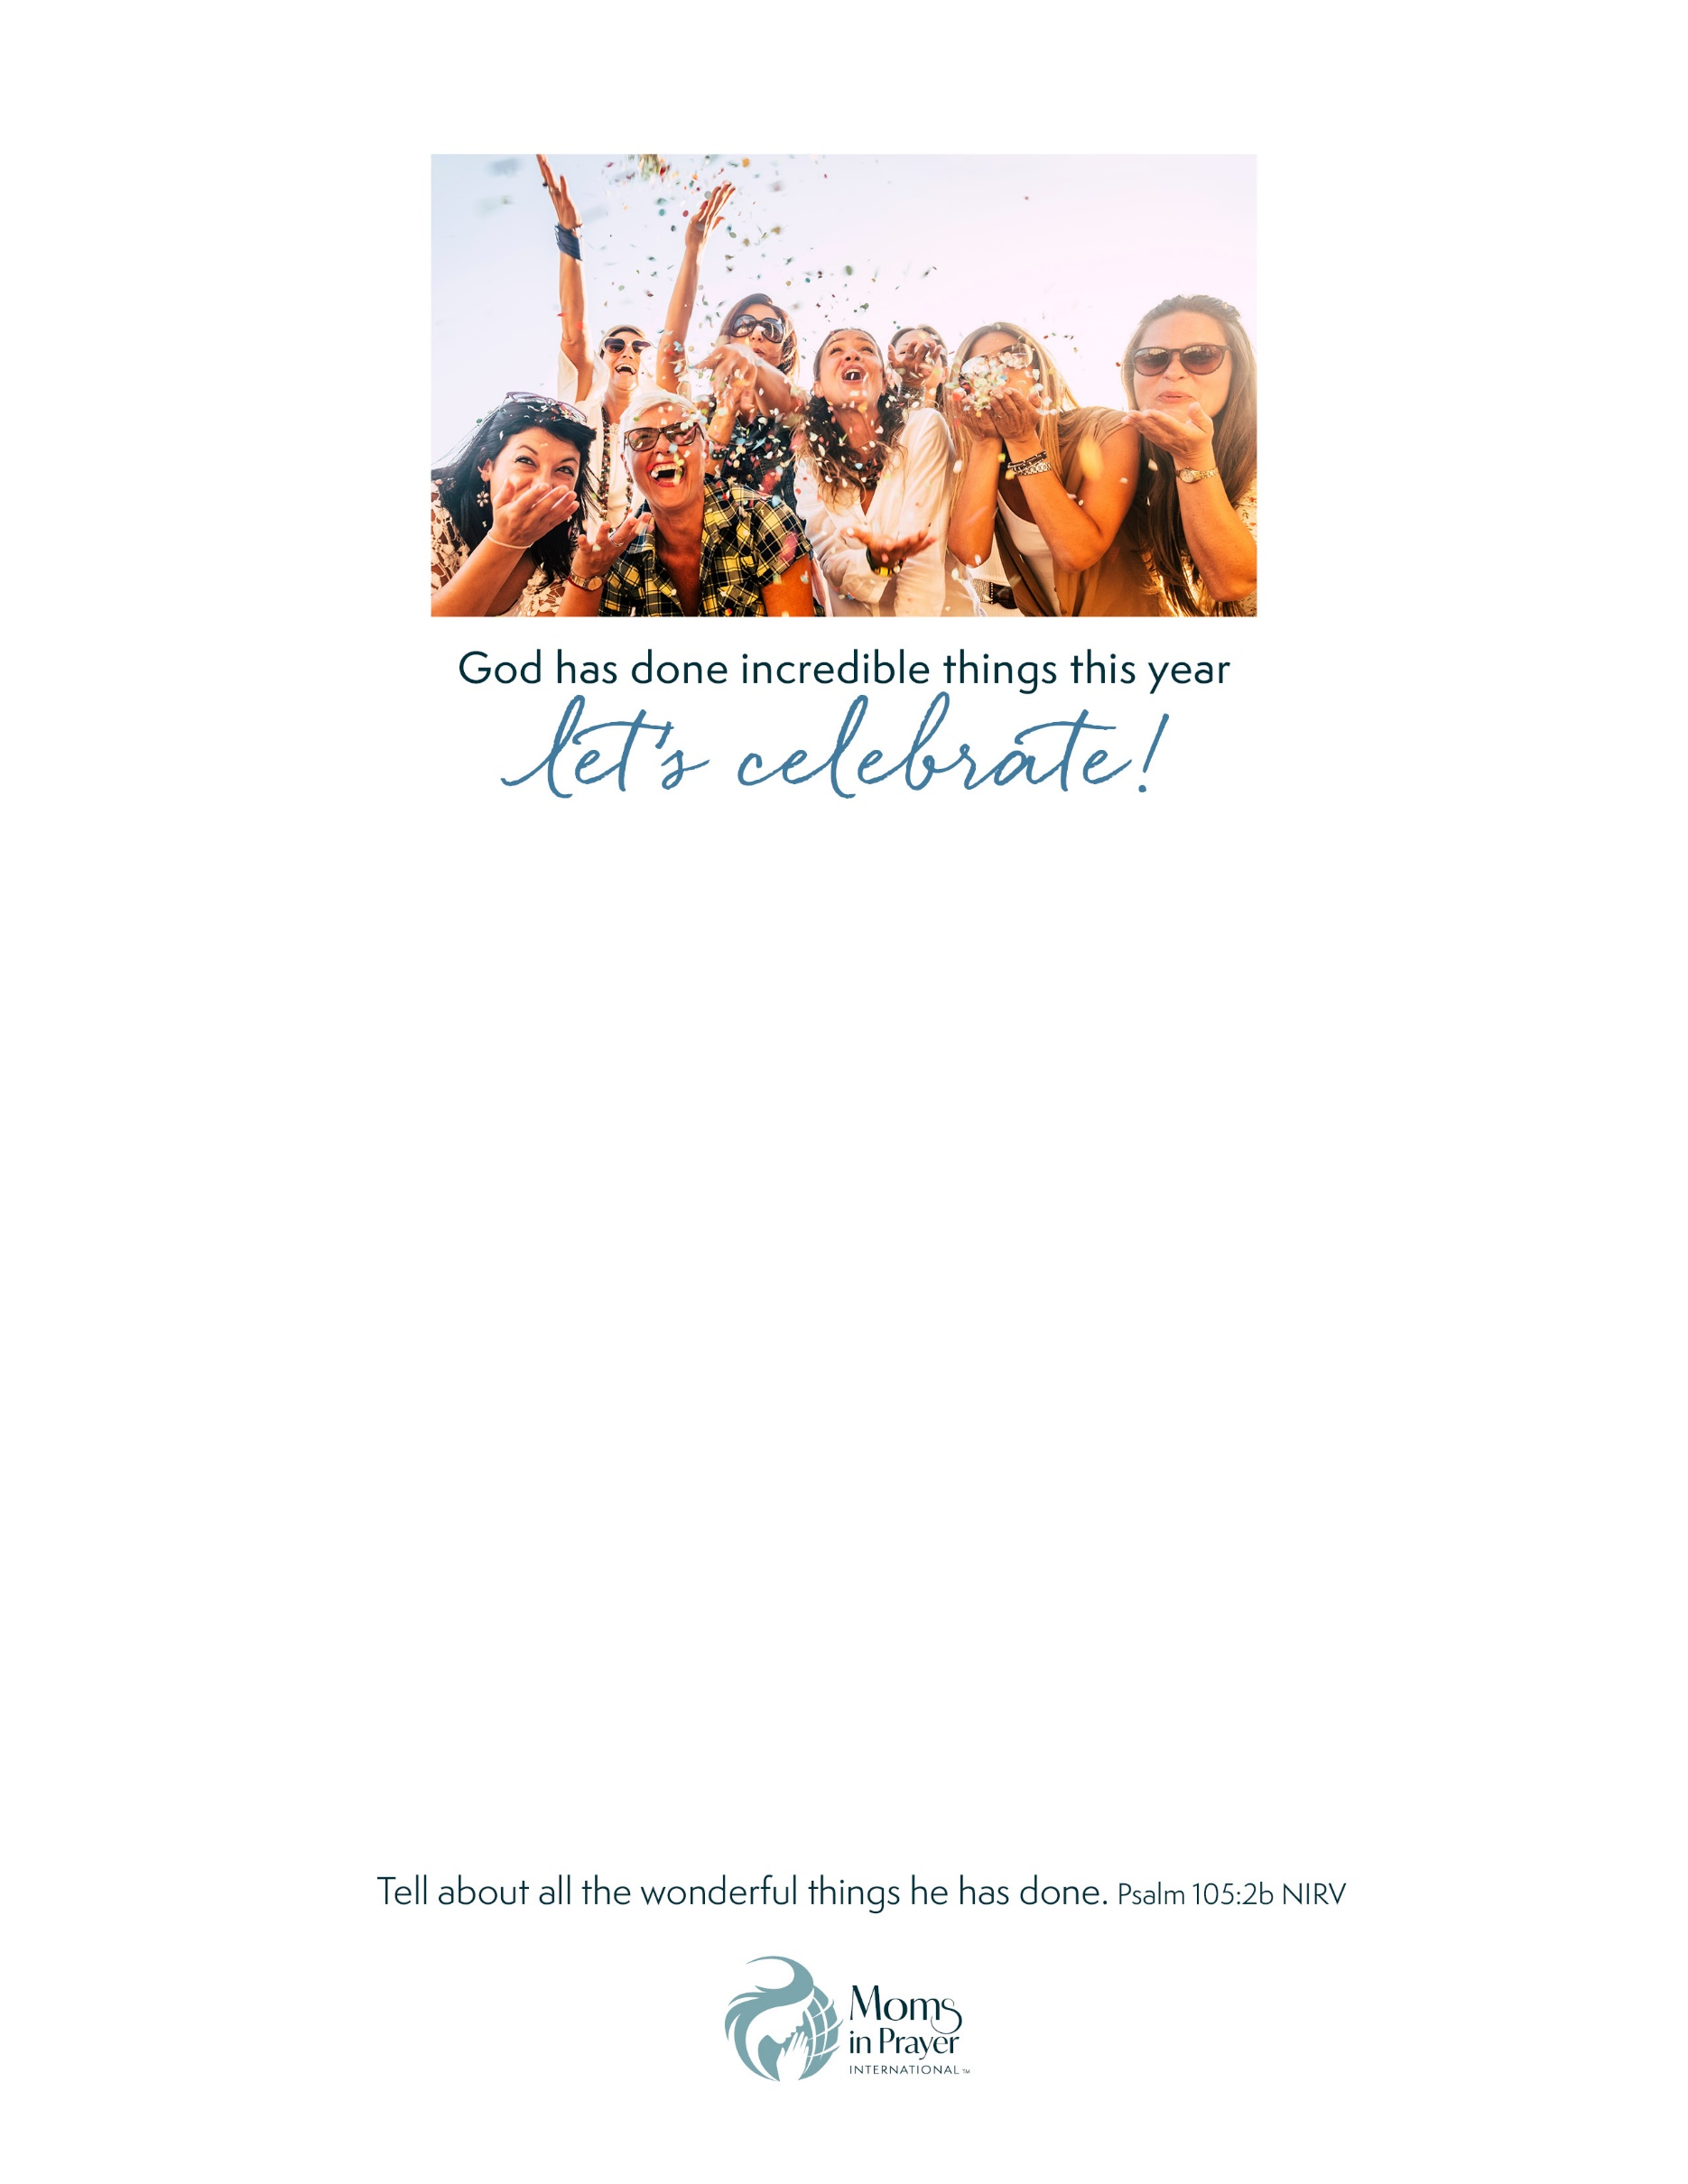 God has done incredible things this year
let's celebrate!
Tell about all the wonderful things he has done. Psalm 105:2b NIRV
Moms
in Prayer
INTERNATIONAL™